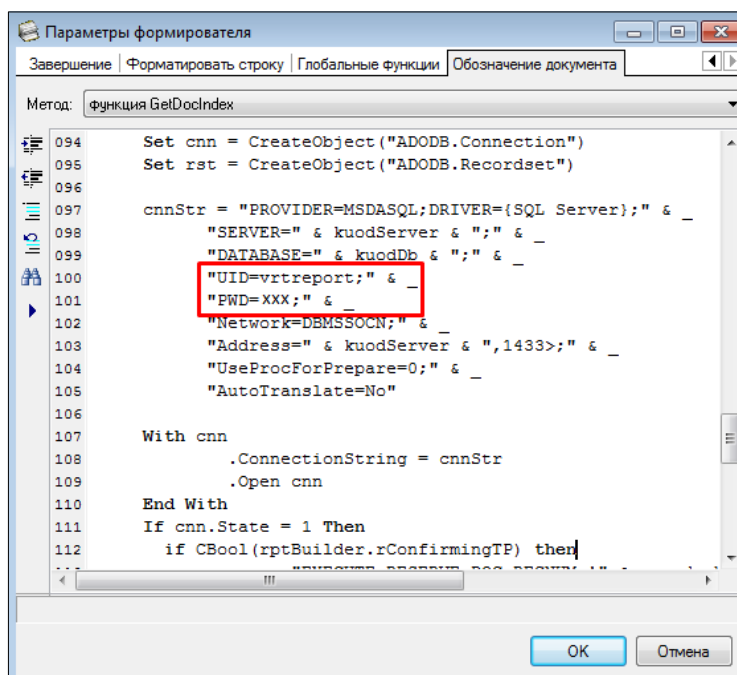 Параметры формирователя
Завершение Форматировать строку Глобальные функции Обозначение документа
Метод: функция GetDocIndex
094 Set cnn = CreateObject("ADODB.Connection")
095 Set rst = CreateObject("ADODB.Recordset")
096
097 cnnStr = "PROVIDER=MSDASQL;DRIVER={SQL Server};" & _
098 "SERVER=" & kuodServer & ";" & _
099 "DATABASE=" & kuodDb & ";" & _
100 "UID=vrtreport;" & _
101 "PWD=XXX;" & _
102 "Network=DBMSSOCN;" & _
103 "Address=" & kuodServer & ",1433>;" & _
104 "UseProcForPrepare=0;" & _
105 "AutoTranslate=No"
106
107 With cnn
108 .ConnectionString = cnnStr
109 .Open cnn
110 End With
111 If cnn.State = 1 Then
112 if CBool(rptBuilder.rConfirmingTP) then
OK Отмена